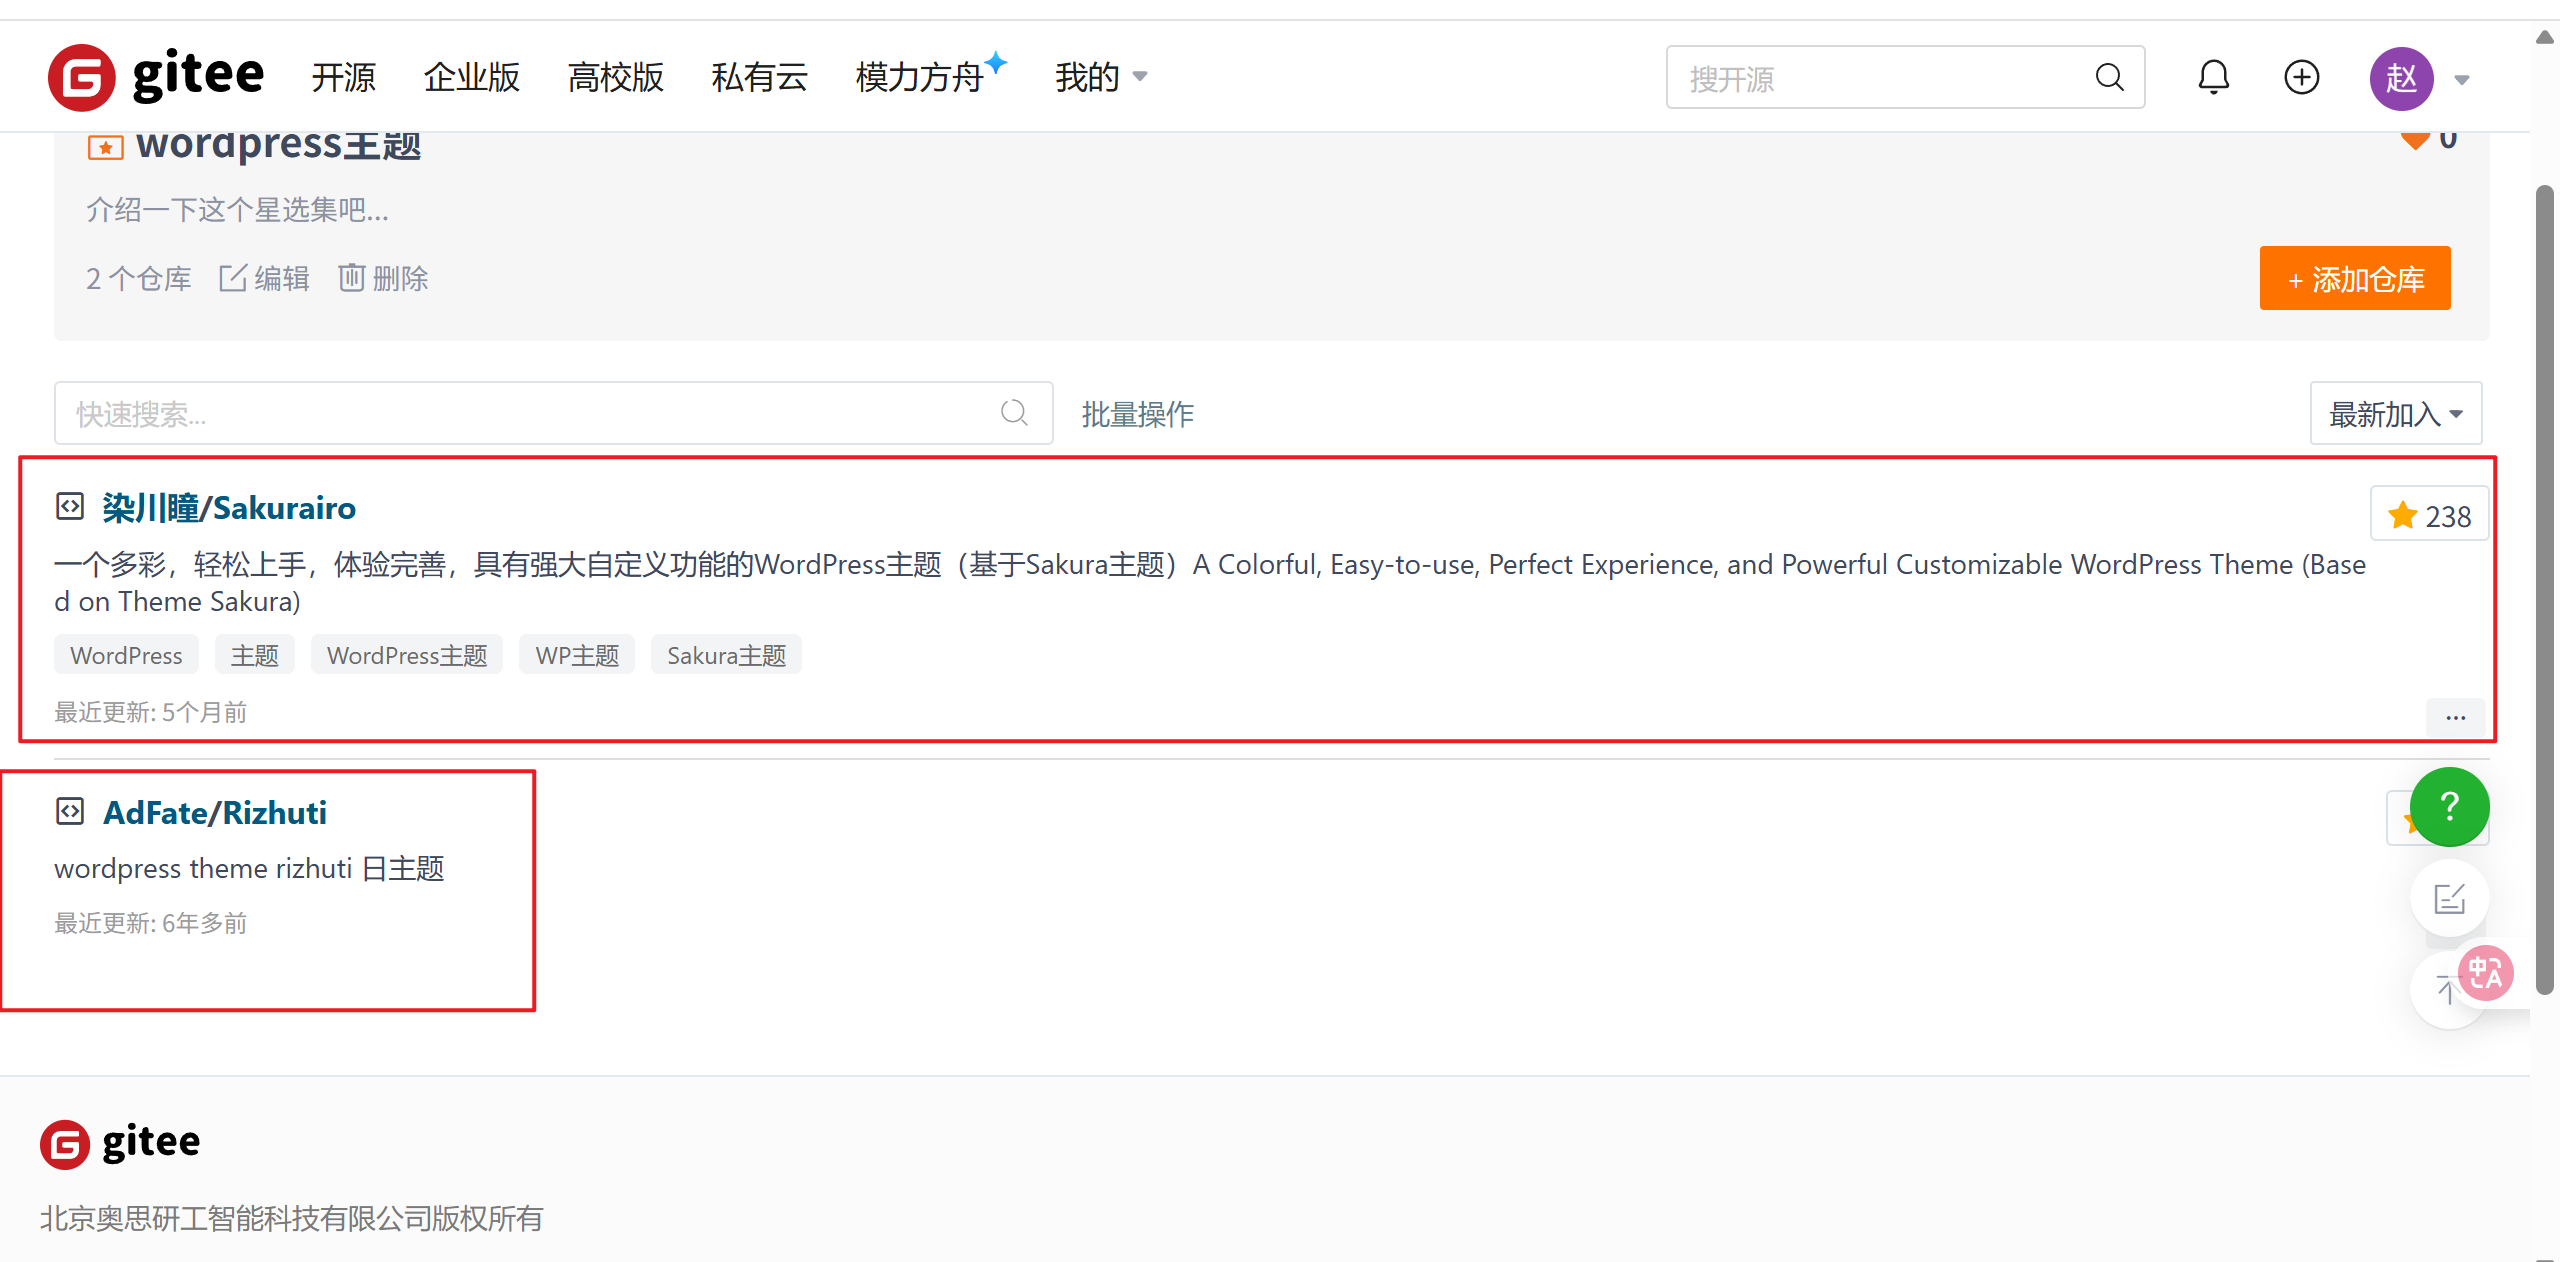 gitee 开源 企业版 高校版 私有云 模力方舟 我的 搜开源 赵
wordpress主题 0
介绍一下这个星选集吧...
2 个仓库 编辑 删除 + 添加仓库
快速搜索... 批量操作 最新加入
染川瞳/Sakurairo 238
一个多彩，轻松上手，体验完善，具有强大自定义功能的WordPress主题（基于Sakura主题）A Colorful, Easy-to-use, Perfect Experience, and Powerful Customizable WordPress Theme (Base
d on Theme Sakura)
WordPress 主题 WordPress主题 WP主题 Sakura主题
最近更新: 5个月前 ...
AdFate/Rizhuti ?
wordpress theme rizhuti 日主题
最近更新: 6年多前
中A
gitee
北京奥思研工智能科技有限公司版权所有